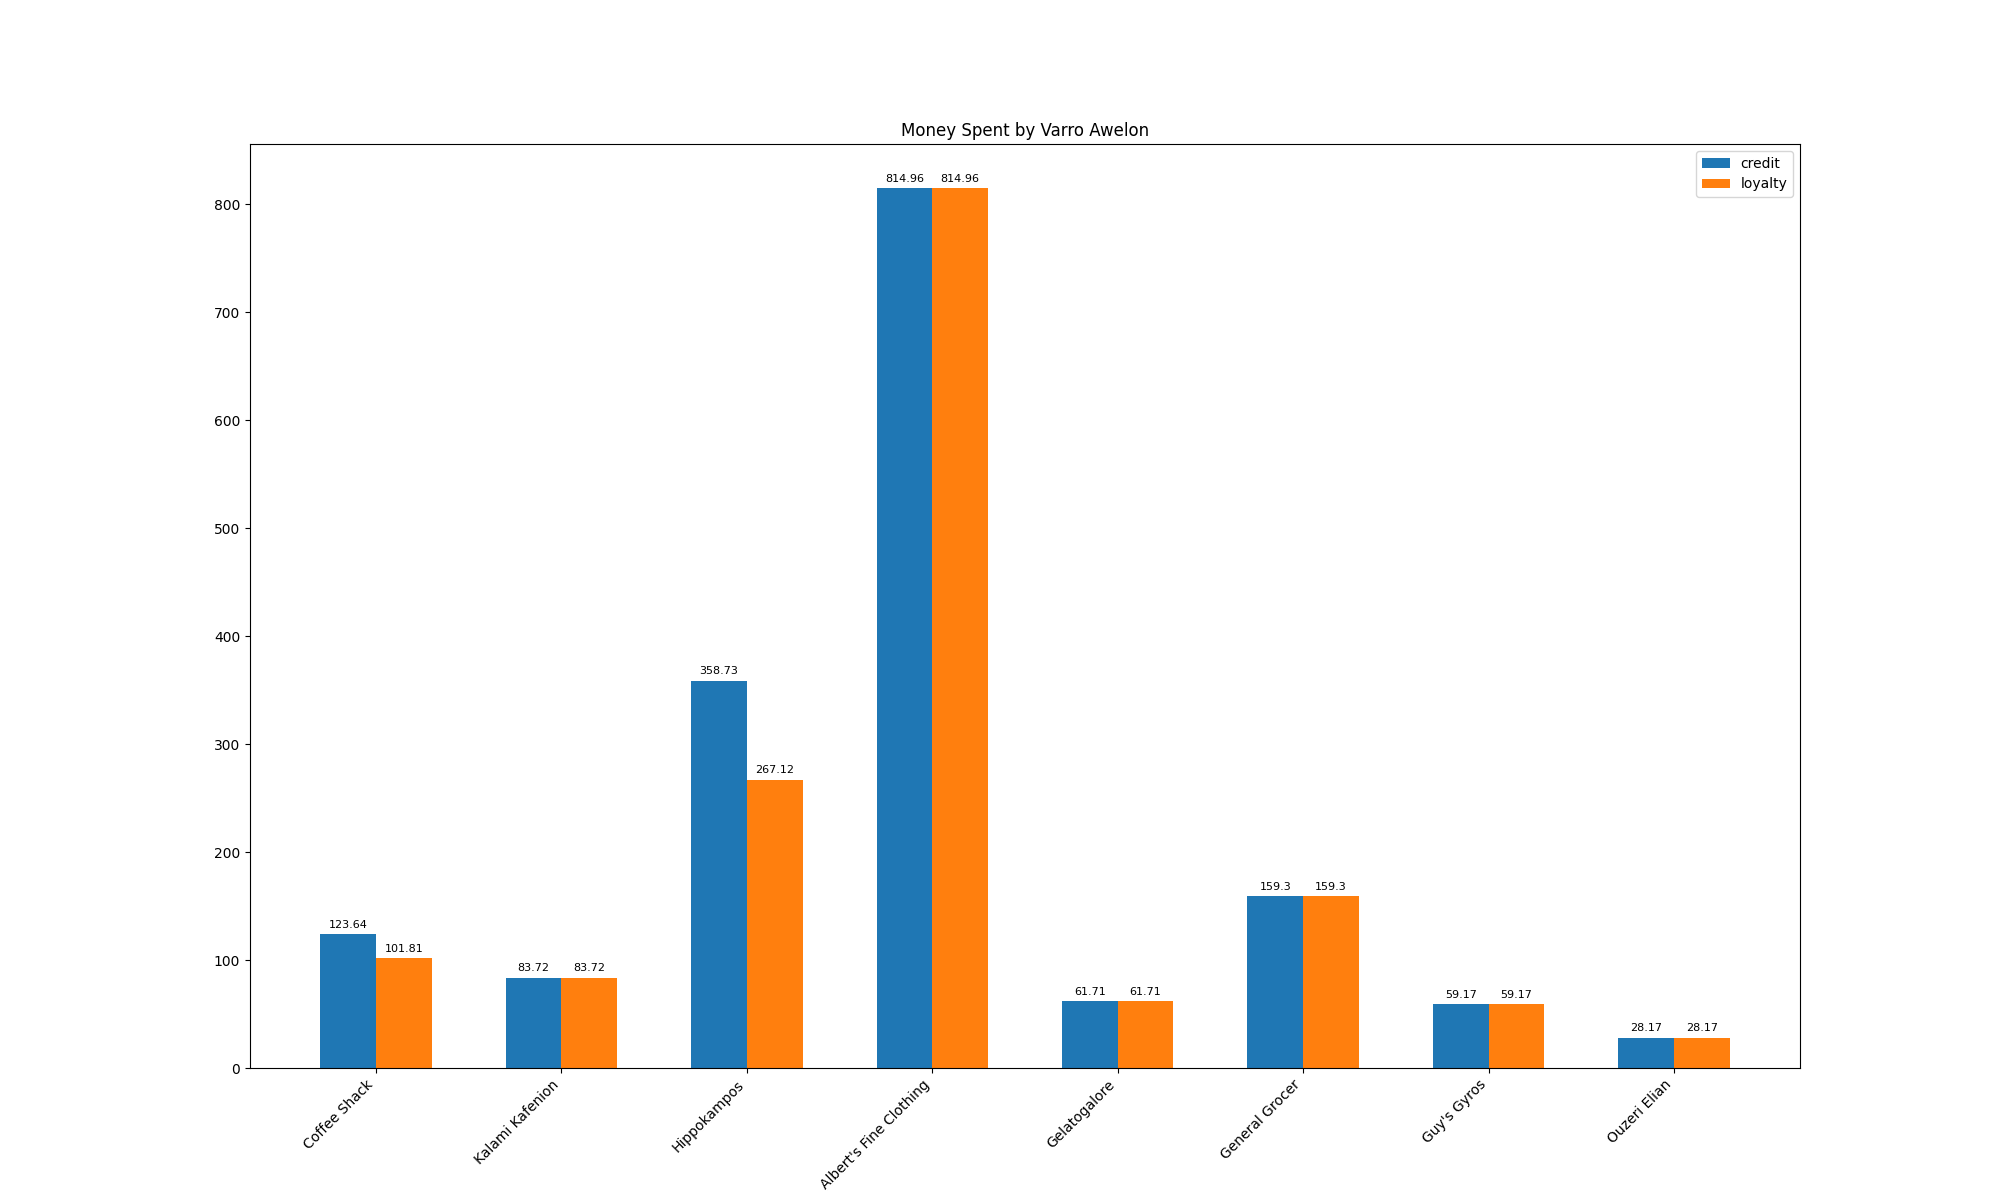 Money Spent by Varro Awelon
credit
loyalty
800
700
600
500
400
300
200
100
0
123.64
101.81
83.72
83.72
358.73
267.12
814.96
814.96
61.71
61.71
159.3
159.3
59.17
59.17
28.17
28.17
Coffee Shack
Kalami Kafenion
Hippokampos
Albert's Fine Clothing
Gelatogalore
General Grocer
Guy's Gyros
Ouzeri Elian